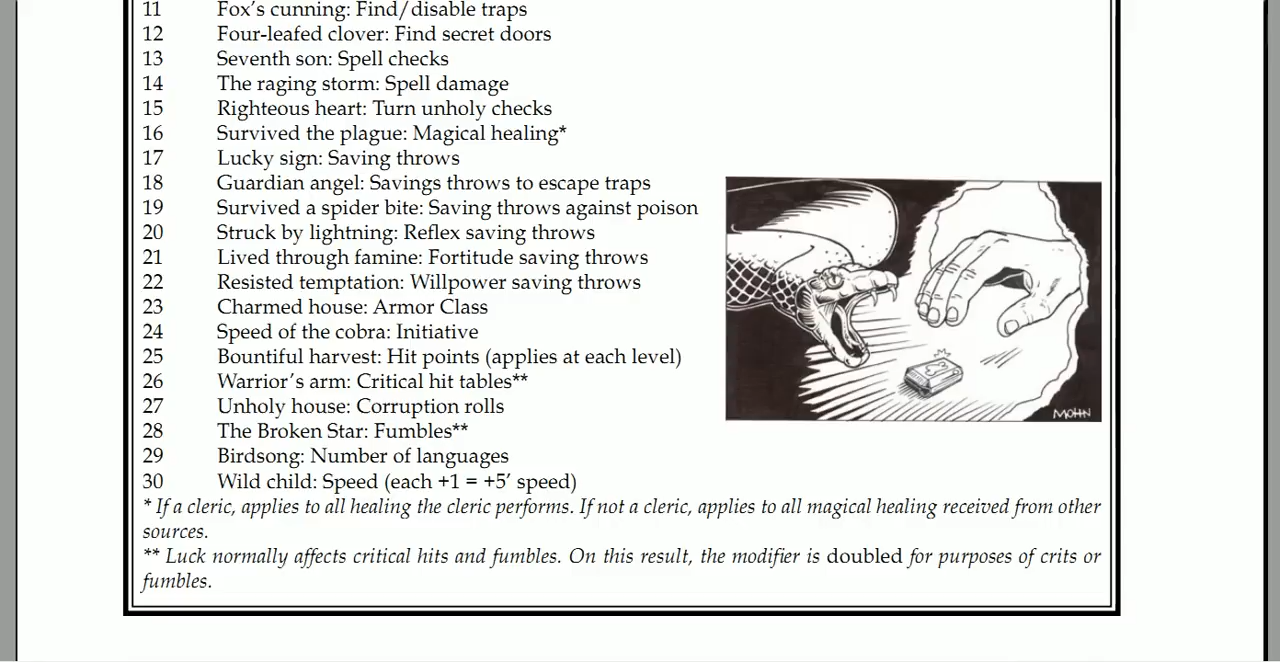 11 Fox's cunning: Find/disable traps
12 Four-leafed clover: Find secret doors
13 Seventh son: Spell checks
14 The raging storm: Spell damage
15 Righteous heart: Turn unholy checks
16 Survived the plague: Magical healing*
17 Lucky sign: Saving throws
18 Guardian angel: Savings throws to escape traps
19 Survived a spider bite: Saving throws against poison
20 Struck by lightning: Reflex saving throws
21 Lived through famine: Fortitude saving throws
22 Resisted temptation: Willpower saving throws
23 Charmed house: Armor Class
24 Speed of the cobra: Initiative
25 Bountiful harvest: Hit points (applies at each level)
26 Warrior's arm: Critical hit tables**
27 Unholy house: Corruption rolls
28 The Broken Star: Fumbles**
29 Birdsong: Number of languages
30 Wild child: Speed (each +1 = +5′ speed)
* If a cleric, applies to all healing the cleric performs. If not a cleric, applies to all magical healing received from other
sources.
** Luck normally affects critical hits and fumbles. On this result, the modifier is doubled for purposes of crits or
fumbles.
MOHN